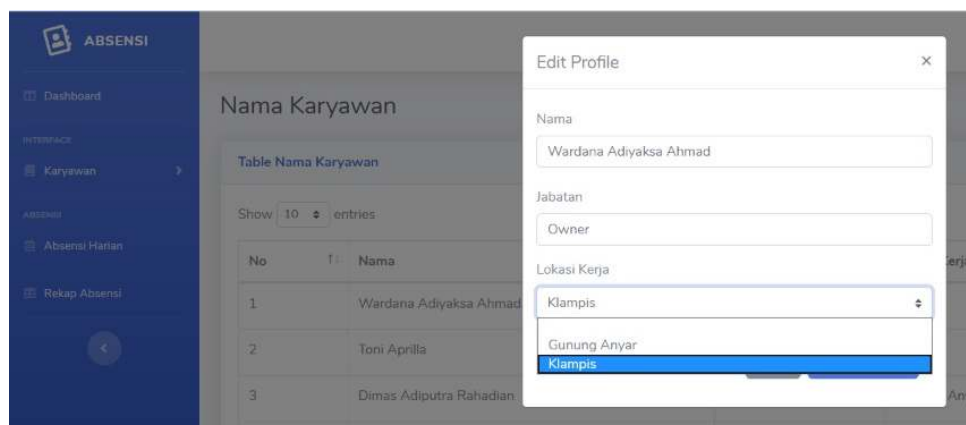 ABSENSI
Dashboard
INTERFACE
Karyawan
ABSENSI
Absensi Harian
Rekap Absensi
Nama Karyawan
Table Nama Karyawan
Show 10 entries
No Nama
1 Wardana Adiyaksa Ahmad
2 Toni Aprilla
3 Dimas Adiputra Rahadian
Edit Profile ×
Nama
Wardana Adiyaksa Ahmad
Jabatan
Owner
Lokasi Kerja
Klampis
Gunung Anyar
Klampis